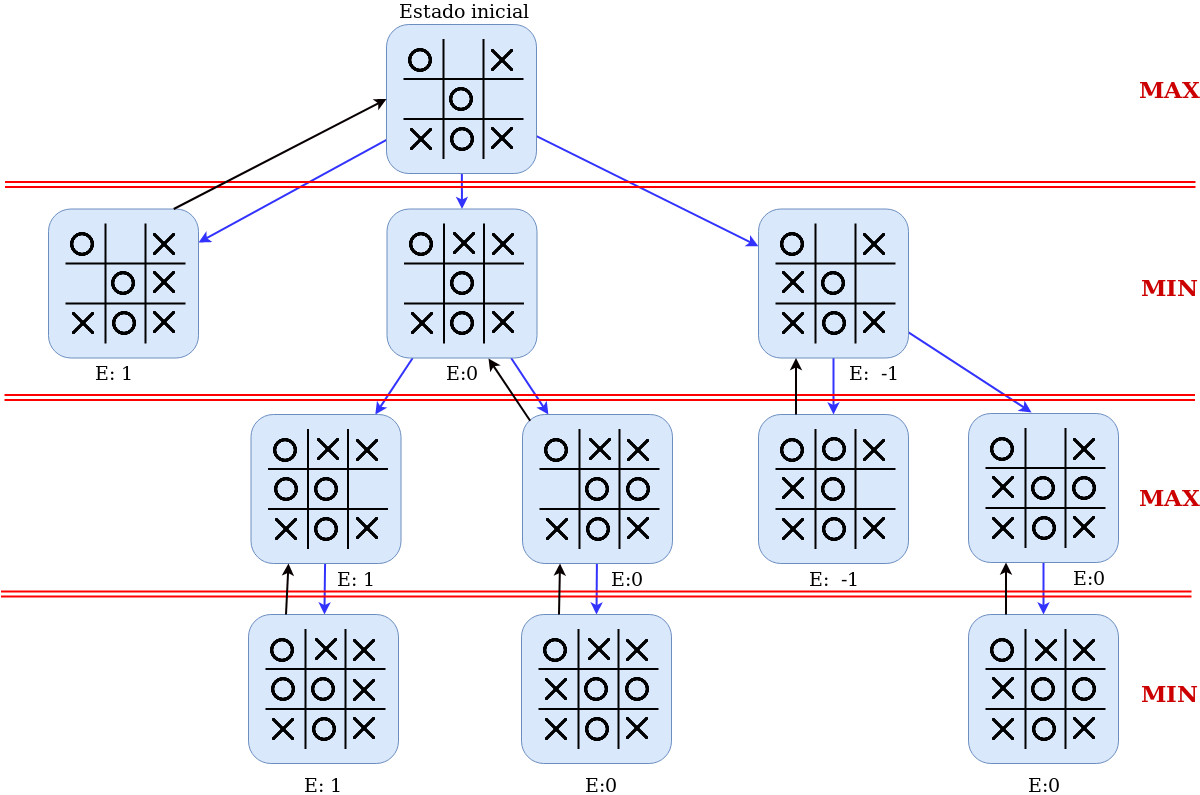 Estado inicial
O X
O
X O X
MAX
O X
O X
X O X
O X X
O
X O X
O X
X O
X O X
MIN
E: 1
E:0
E: -1
O X X
O O
X O X
O X X
O O
X O X
O O X
X O
X O X
O X
X O O
X O X
MAX
E: 1
E:0
E: -1
E:0
O X X
O O X
X O X
O X X
X O O
X O X
O X X
X O O
X O X
MIN
E: 1
E:0
E:0